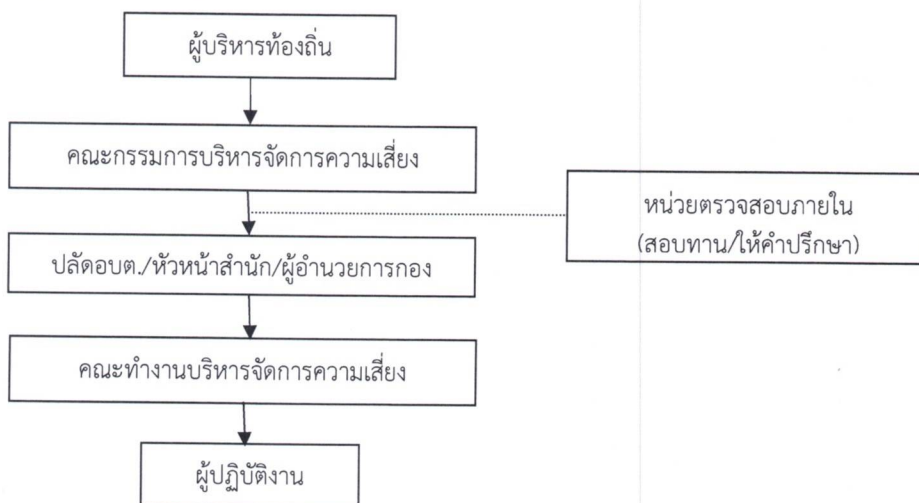 ผู้บริหารท้องถิ่น
คณะกรรมการบริหารจัดการความเสี่ยง
หน่วยตรวจสอบภายใน
(สอบทาน/ให้คำปรึกษา)
ปลัดอบต./หัวหน้าสำนัก/ผู้อำนวยการกอง
คณะทำงานบริหารจัดการความเสี่ยง
ผู้ปฏิบัติงาน